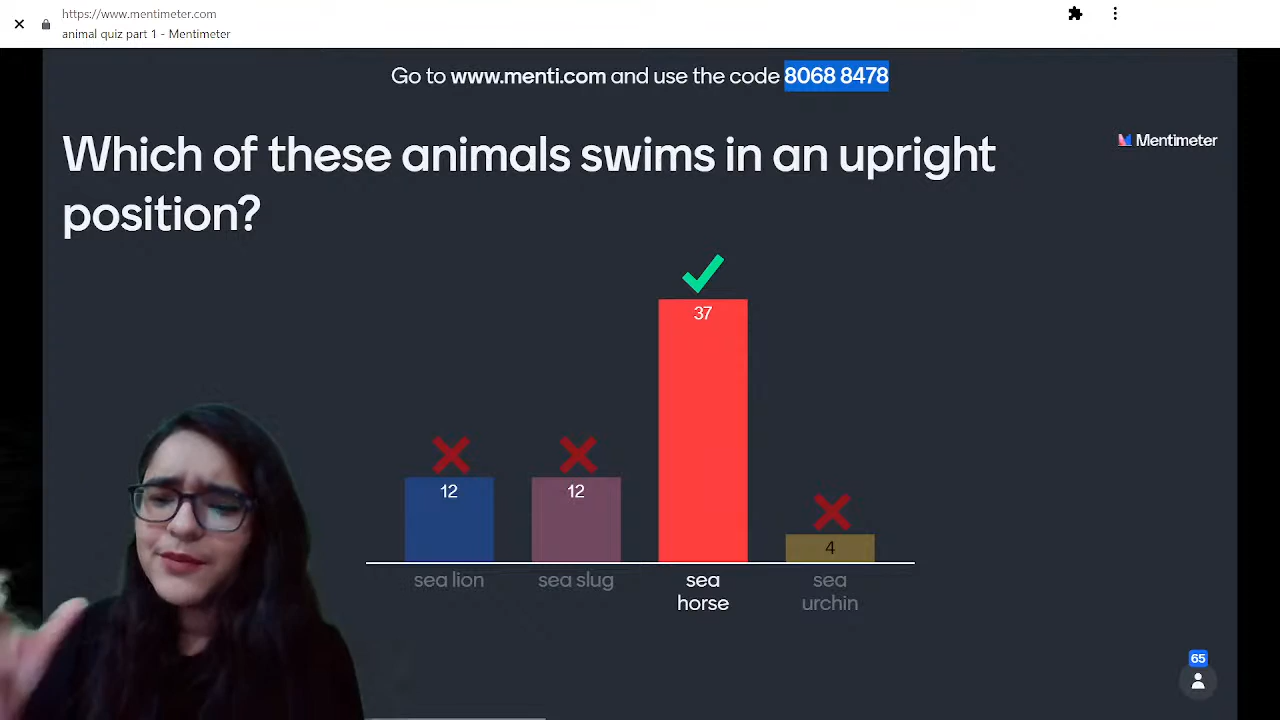 https://www.mentimeter.com
animal quiz part 1 - Mentimeter
Go to www.menti.com and use the code 8068 8478
Which of these animals swims in an upright
position?
Mentimeter
37
12
12
4
sea lion
sea slug
sea
horse
sea
urchin
65